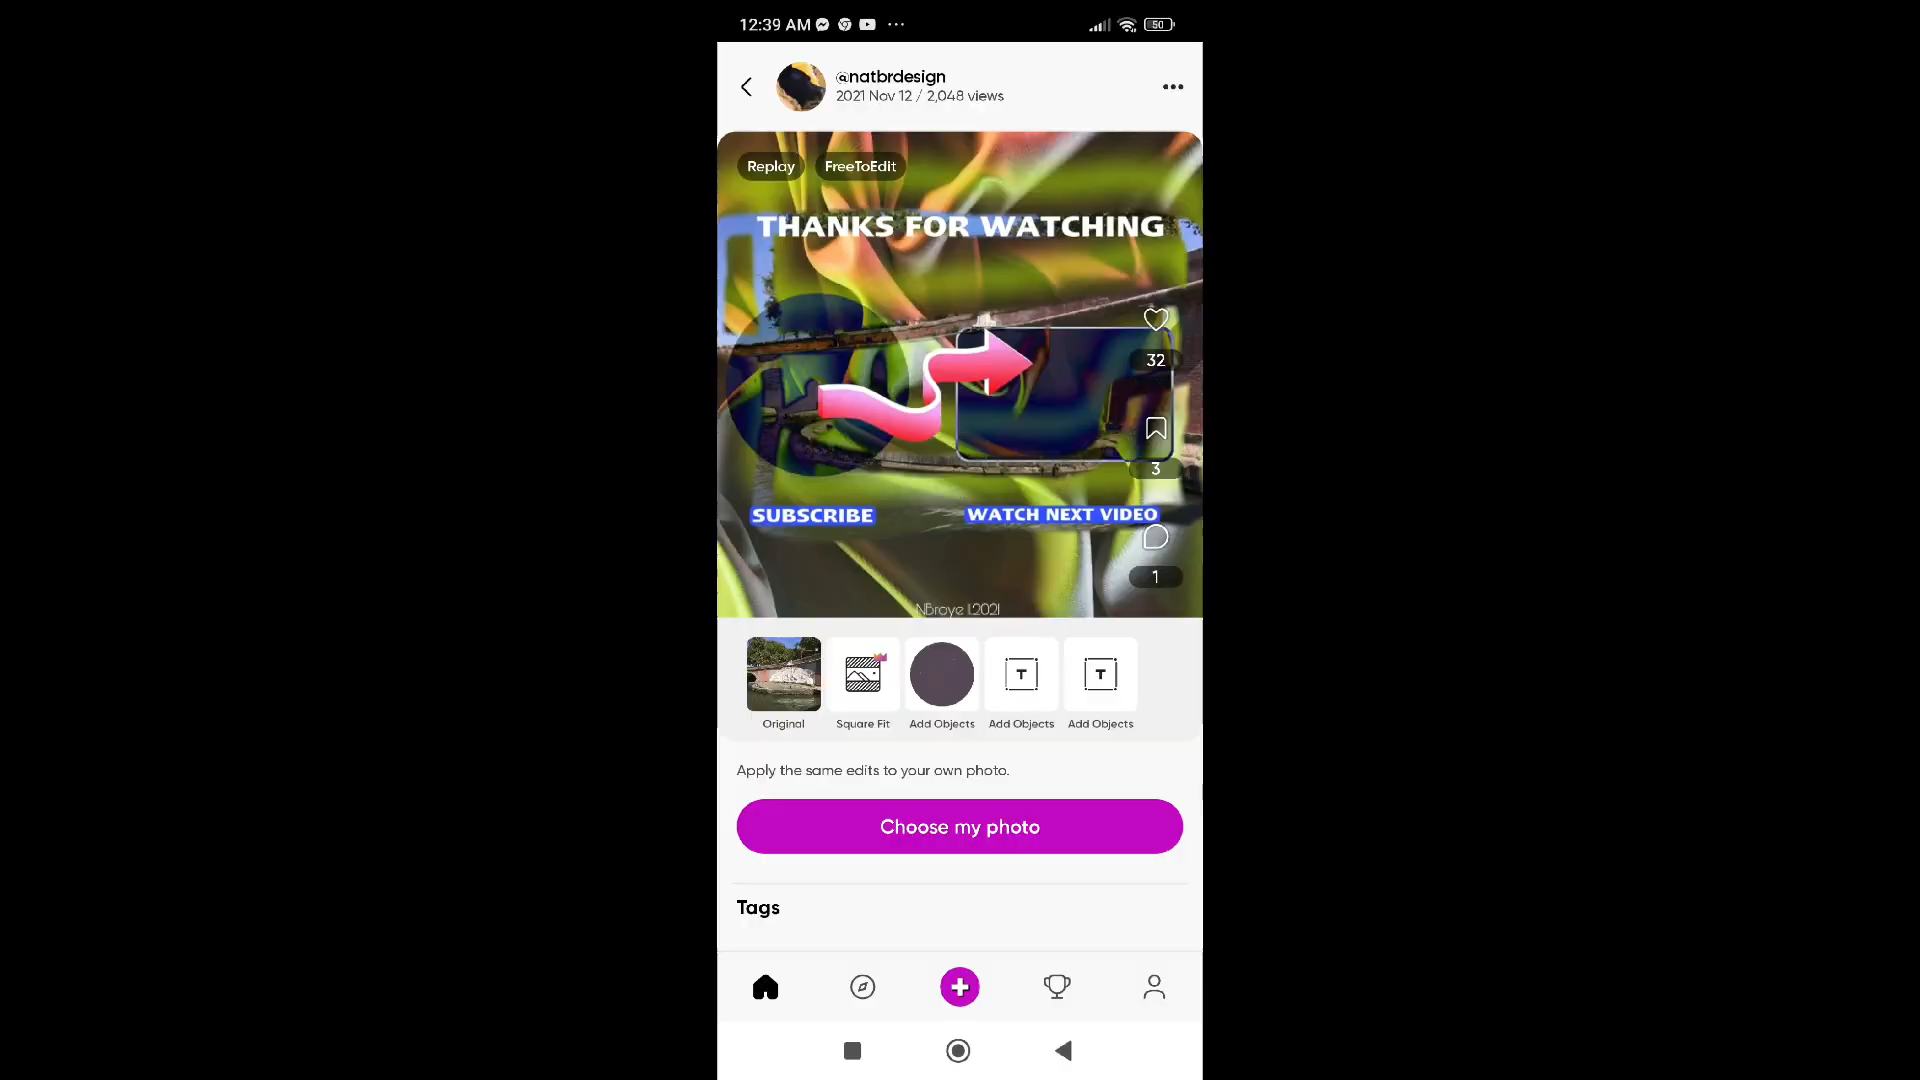 12:39 AM ...
50
@natbrdesign
2021 Nov 12 / 2,048 views
Replay FreeToEdit
THANKS FOR WATCHING
32
3
SUBSCRIBE WATCH NEXT VIDEO
1
NBraye 11.2021
Original Square Fit Add Objects Add Objects Add Objects
Apply the same edits to your own photo.
Choose my photo
Tags